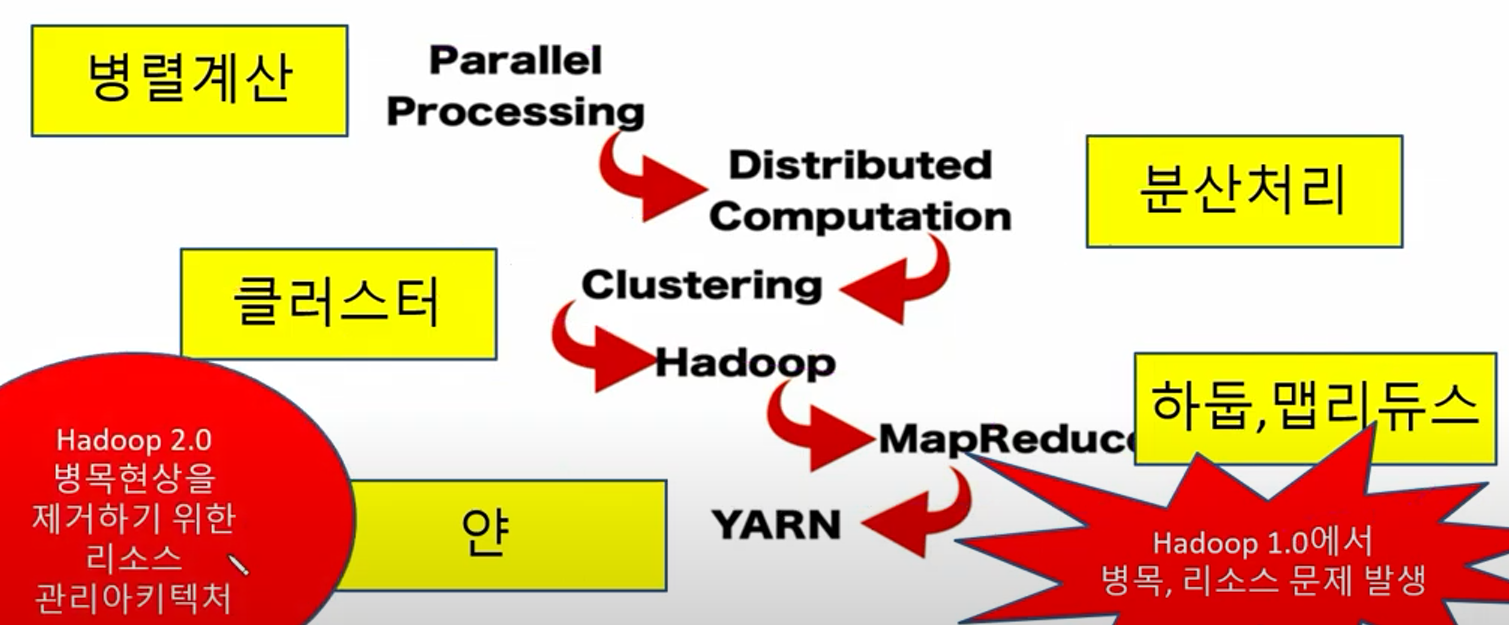 병렬계산
Parallel
Processing
Distributed
Computation
분산처리
클러스터
Clustering
Hadoop
하둡,맵리듀스
MapReduc
Hadoop 2.0
병목현상을
제거하기 위한
리소스
관리아키텍처
얀
YARN
Hadoop 1.0에서
병목, 리소스 문제 발생